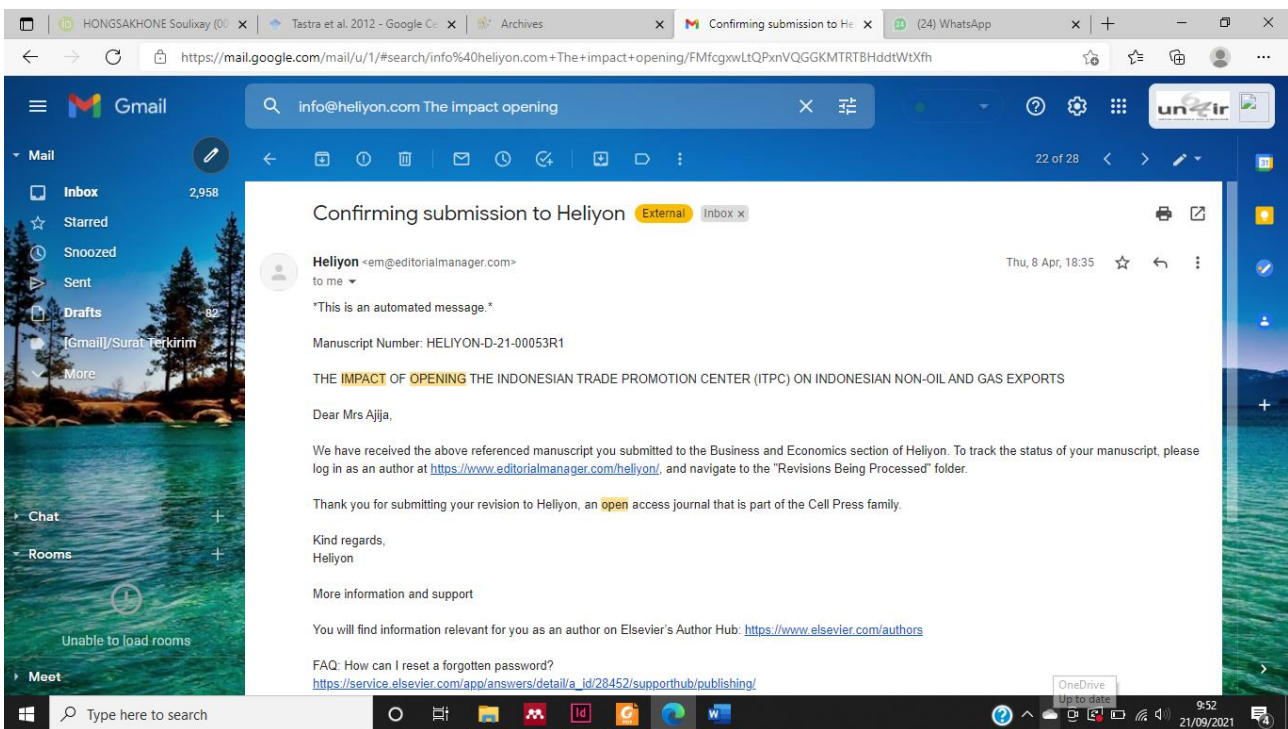 HONGSAKHONE Soulixay (00
Tastra et al. 2012 - Google Ce
Archives
Confirming submission to He
(24) WhatsApp
https://mail.google.com/mail/u/1/#search/info%40heliyon.com+The+impact+opening/FMfcgxwLtQPxnVQGGKMTRTBHddtWtXfh
Gmail
info@heliyon.com The impact opening
Mail
22 of 28
31
Inbox 2,958
Starred
Snoozed
Sent
Drafts 82
[Gmail]/Surat Terkirim
More
Chat
Rooms
Unable to load rooms
Meet
Confirming submission to Heliyon External Inbox x
Heliyon <em@editorialmanager.com> Thu, 8 Apr, 18:35
to me
*This is an automated message.*
Manuscript Number: HELIYON-D-21-00053R1
THE IMPACT OF OPENING THE INDONESIAN TRADE PROMOTION CENTER (ITPC) ON INDONESIAN NON-OIL AND GAS EXPORTS
Dear Mrs Ajija,
We have received the above referenced manuscript you submitted to the Business and Economics section of Heliyon. To track the status of your manuscript, please
log in as an author at https://www.editorialmanager.com/heliyon/, and navigate to the "Revisions Being Processed" folder.
Thank you for submitting your revision to Heliyon, an open access journal that is part of the Cell Press family.
Kind regards,
Heliyon
More information and support
You will find information relevant for you as an author on Elsevier's Author Hub: https://www.elsevier.com/authors
FAQ: How can I reset a forgotten password?
https://service.elsevier.com/app/answers/detail/a_id/28452/supporthub/publishing/
OneDrive
Up to date
Type here to search
9:52
21/09/2021